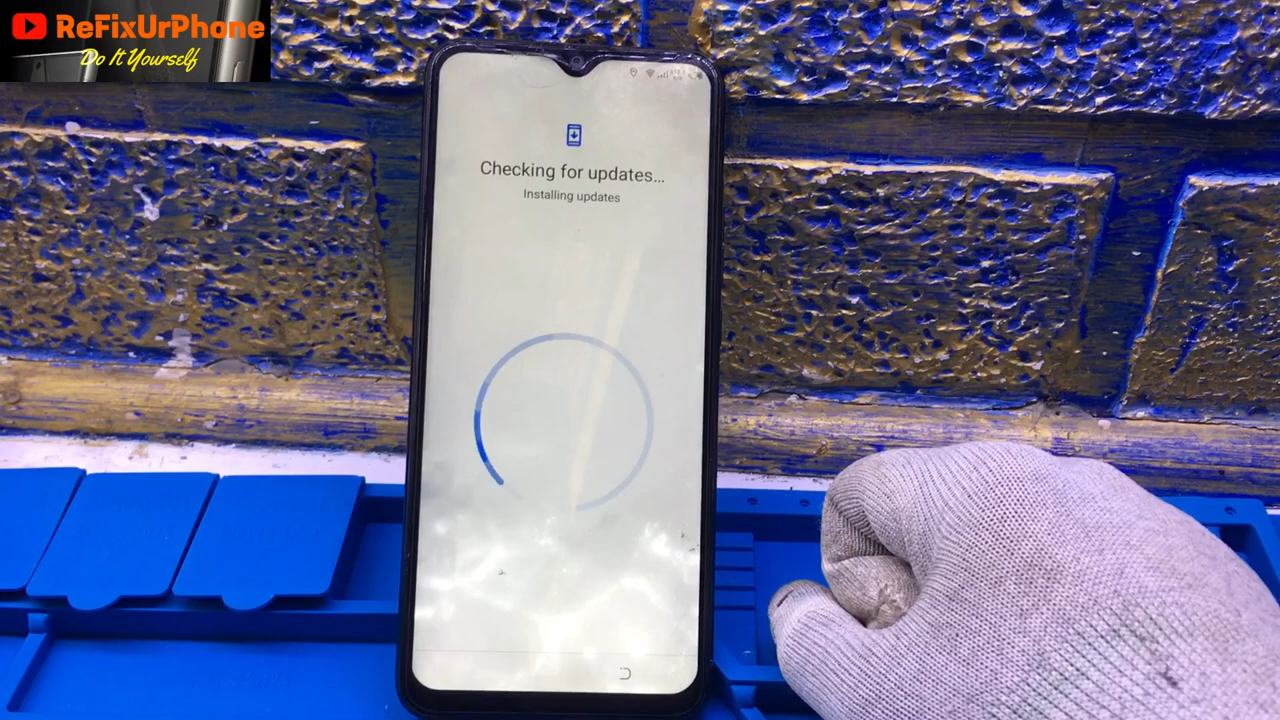 ReFixUrPhone
Do It Yourself
Checking for updates...
Installing updates